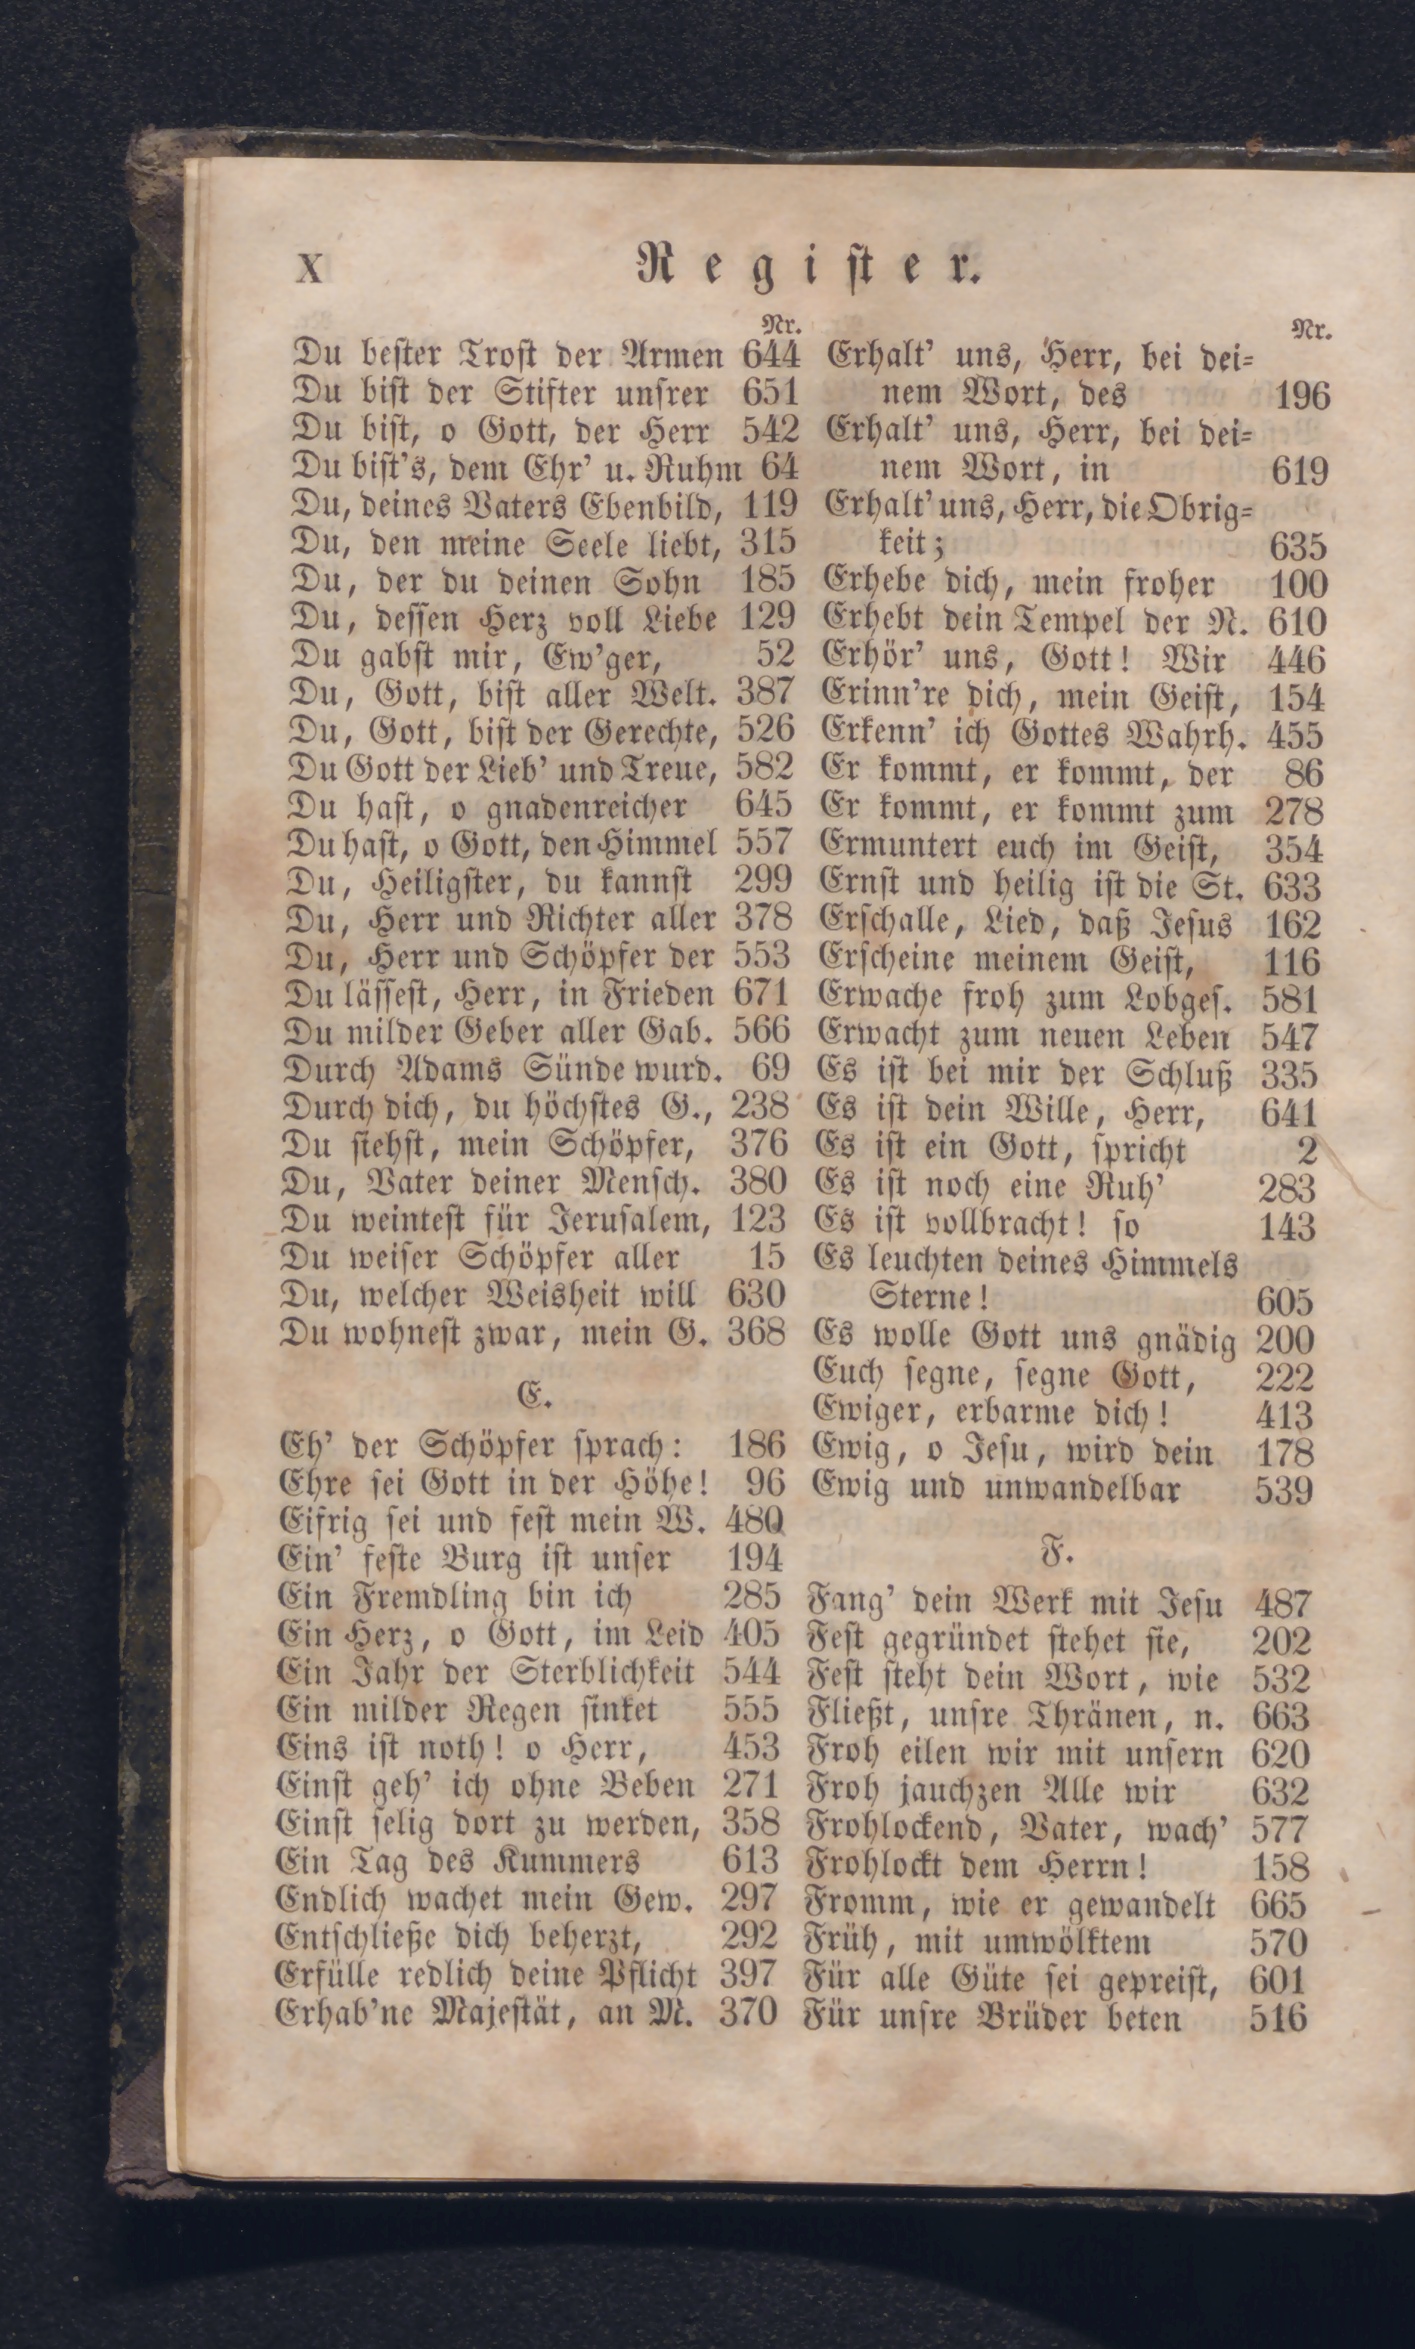 X
Register.
Nr.
Du bester Trost der Armen 644
Du bist der Stifter unsrer 651
Du bist, o Gott, der Herr 542
Du bist's, dem Ehr' u. Ruhm 64
Du, deines Vaters Ebenbild, 119
Du, den meine Seele liebt, 315
Du, der du deinen Sohn 185
Du, dessen Herz voll Liebe 129
Du gabst mir, Ew'ger, 52
Du, Gott, bist aller Welt. 387
Du, Gott, bist der Gerechte, 526
Du Gott der Lieb' und Treue, 582
Du hast, o gnadenreicher 645
Du hast, o Gott, den Himmel 557
Du, Heiligster, du kannst 299
Du, Herr und Richter aller 378
Du, Herr und Schöpfer der 553
Du lässest, Herr, in Frieden 671
Du milder Geber aller Gab. 566
Durch Adams Sünde wurd. 69
Durch dich, du höchstes G., 238
Du siehst, mein Schöpfer, 376
Du, Vater deiner Mensch. 380
Du weintest für Jerusalem, 123
Du weiser Schöpfer aller 15
Du, welcher Weisheit will 630
Du wohnest zwar, mein G. 368
E.
Eh' der Schöpfer sprach: 186
Ehre sei Gott in der Höhe! 96
Eifrig sei und fest mein W. 480
Ein' feste Burg ist unser 194
Ein Fremdling bin ich 285
Ein Herz, o Gott, im Leid 405
Ein Jahr der Sterblichkeit 544
Ein milder Regen sinket 555
Eins ist noth! o Herr, 453
Einst geh' ich ohne Beben 271
Einst selig dort zu werden, 358
Ein Tag des Kummers 613
Endlich wachet mein Gew. 297
Entschließe dich beherzt, 292
Erfülle redlich deine Pflicht 397
Erhab'ne Majestät, an M. 370
Nr.
Erhalt' uns, Herr, bei dei-
nem Wort, des 196
Erhalt' uns, Herr, bei dei-
nem Wort, in 619
Erhalt' uns, Herr, die Obrig-
keit; 635
Erhebe dich, mein froher 100
Erhebt dein Tempel der N. 610
Erhör' uns, Gott! Wir 446
Erinn're dich, mein Geist, 154
Erkenn' ich Gottes Wahrh. 455
Er kommt, er kommt, der 86
Er kommt, er kommt zum 278
Ermuntert euch im Geist, 354
Ernst und heilig ist die St. 633
Erschalle, Lied, daß Jesus 162
Erscheine meinem Geist, 116
Erwache froh zum Lobges. 581
Erwacht zum neuen Leben 547
Es ist bei mir der Schluß 335
Es ist dein Wille, Herr, 641
Es ist ein Gott, spricht 2
Es ist noch eine Ruh' 283
Es ist vollbracht! so 143
Es leuchten deines Himmels
Sterne! 605
Es wolle Gott uns gnädig 200
Euch segne, segne Gott, 222
Ewiger, erbarme dich! 413
Ewig, o Jesu, wird dein 178
Ewig und unwandelbar 539
F.
Fang' dein Werk mit Jesu 487
Fest gegründet stehet sie, 202
Fest steht dein Wort, wie 532
Fließt, unsre Thränen, n. 663
Froh eilen wir mit unsern 620
Froh jauchzen Alle wir 632
Frohlockend, Vater, wach' 577
Frohlockt dem Herrn! 158
Fromm, wie er gewandelt 665
Früh, mit umwölktem 570
Für alle Güte sei gepreist, 601
Für unsre Brüder beten 516